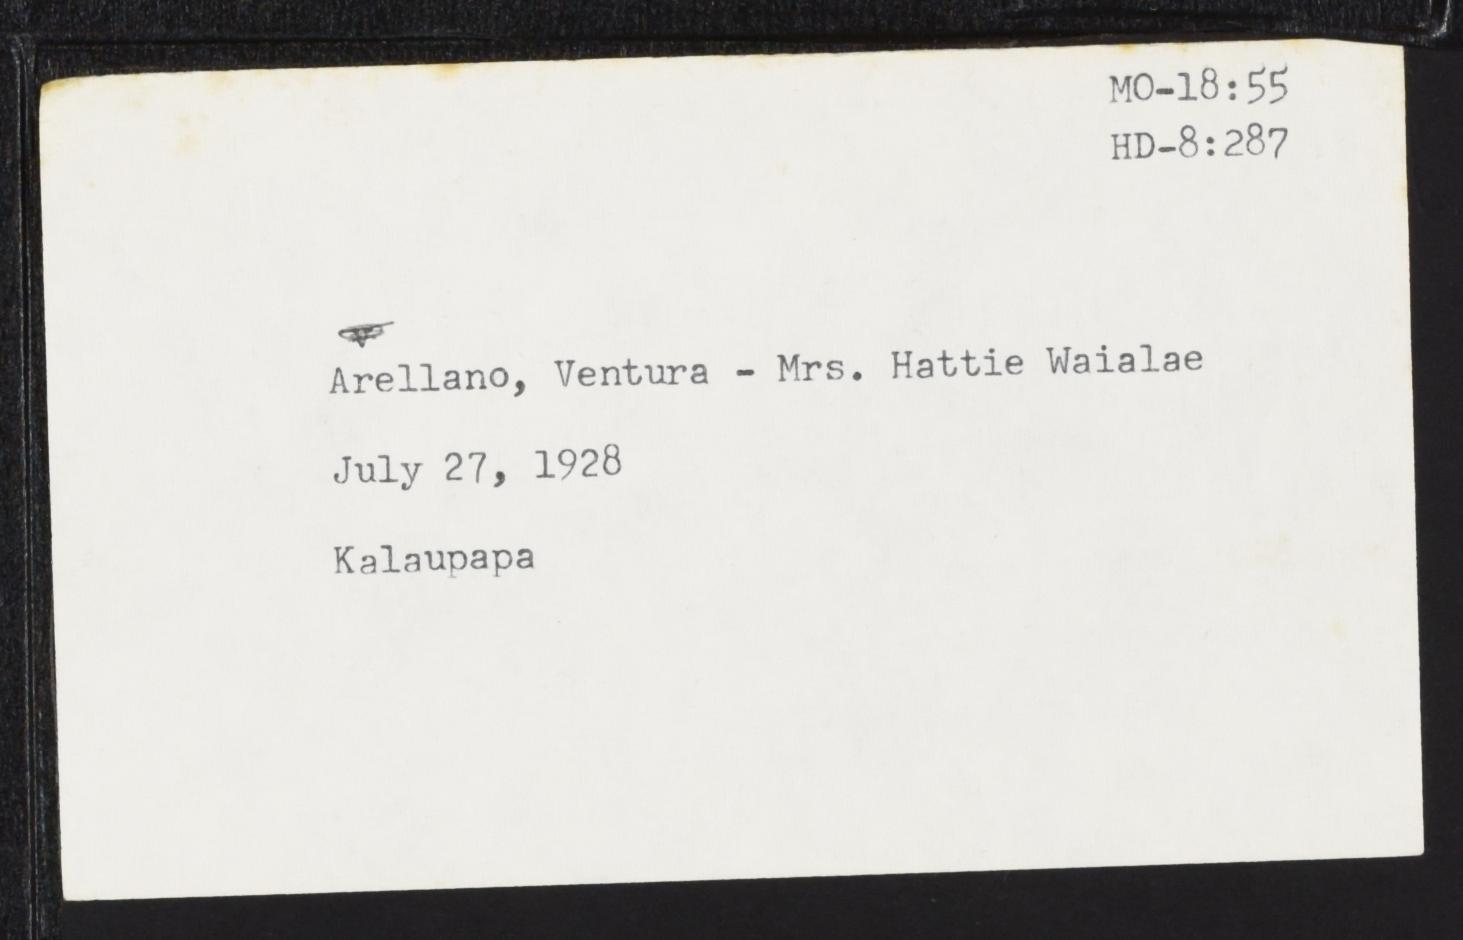 MO-18:55
HD-8:287
Arellano, Ventura - Mrs. Hattie Waialae
July 27, 1928
Kalaupapa